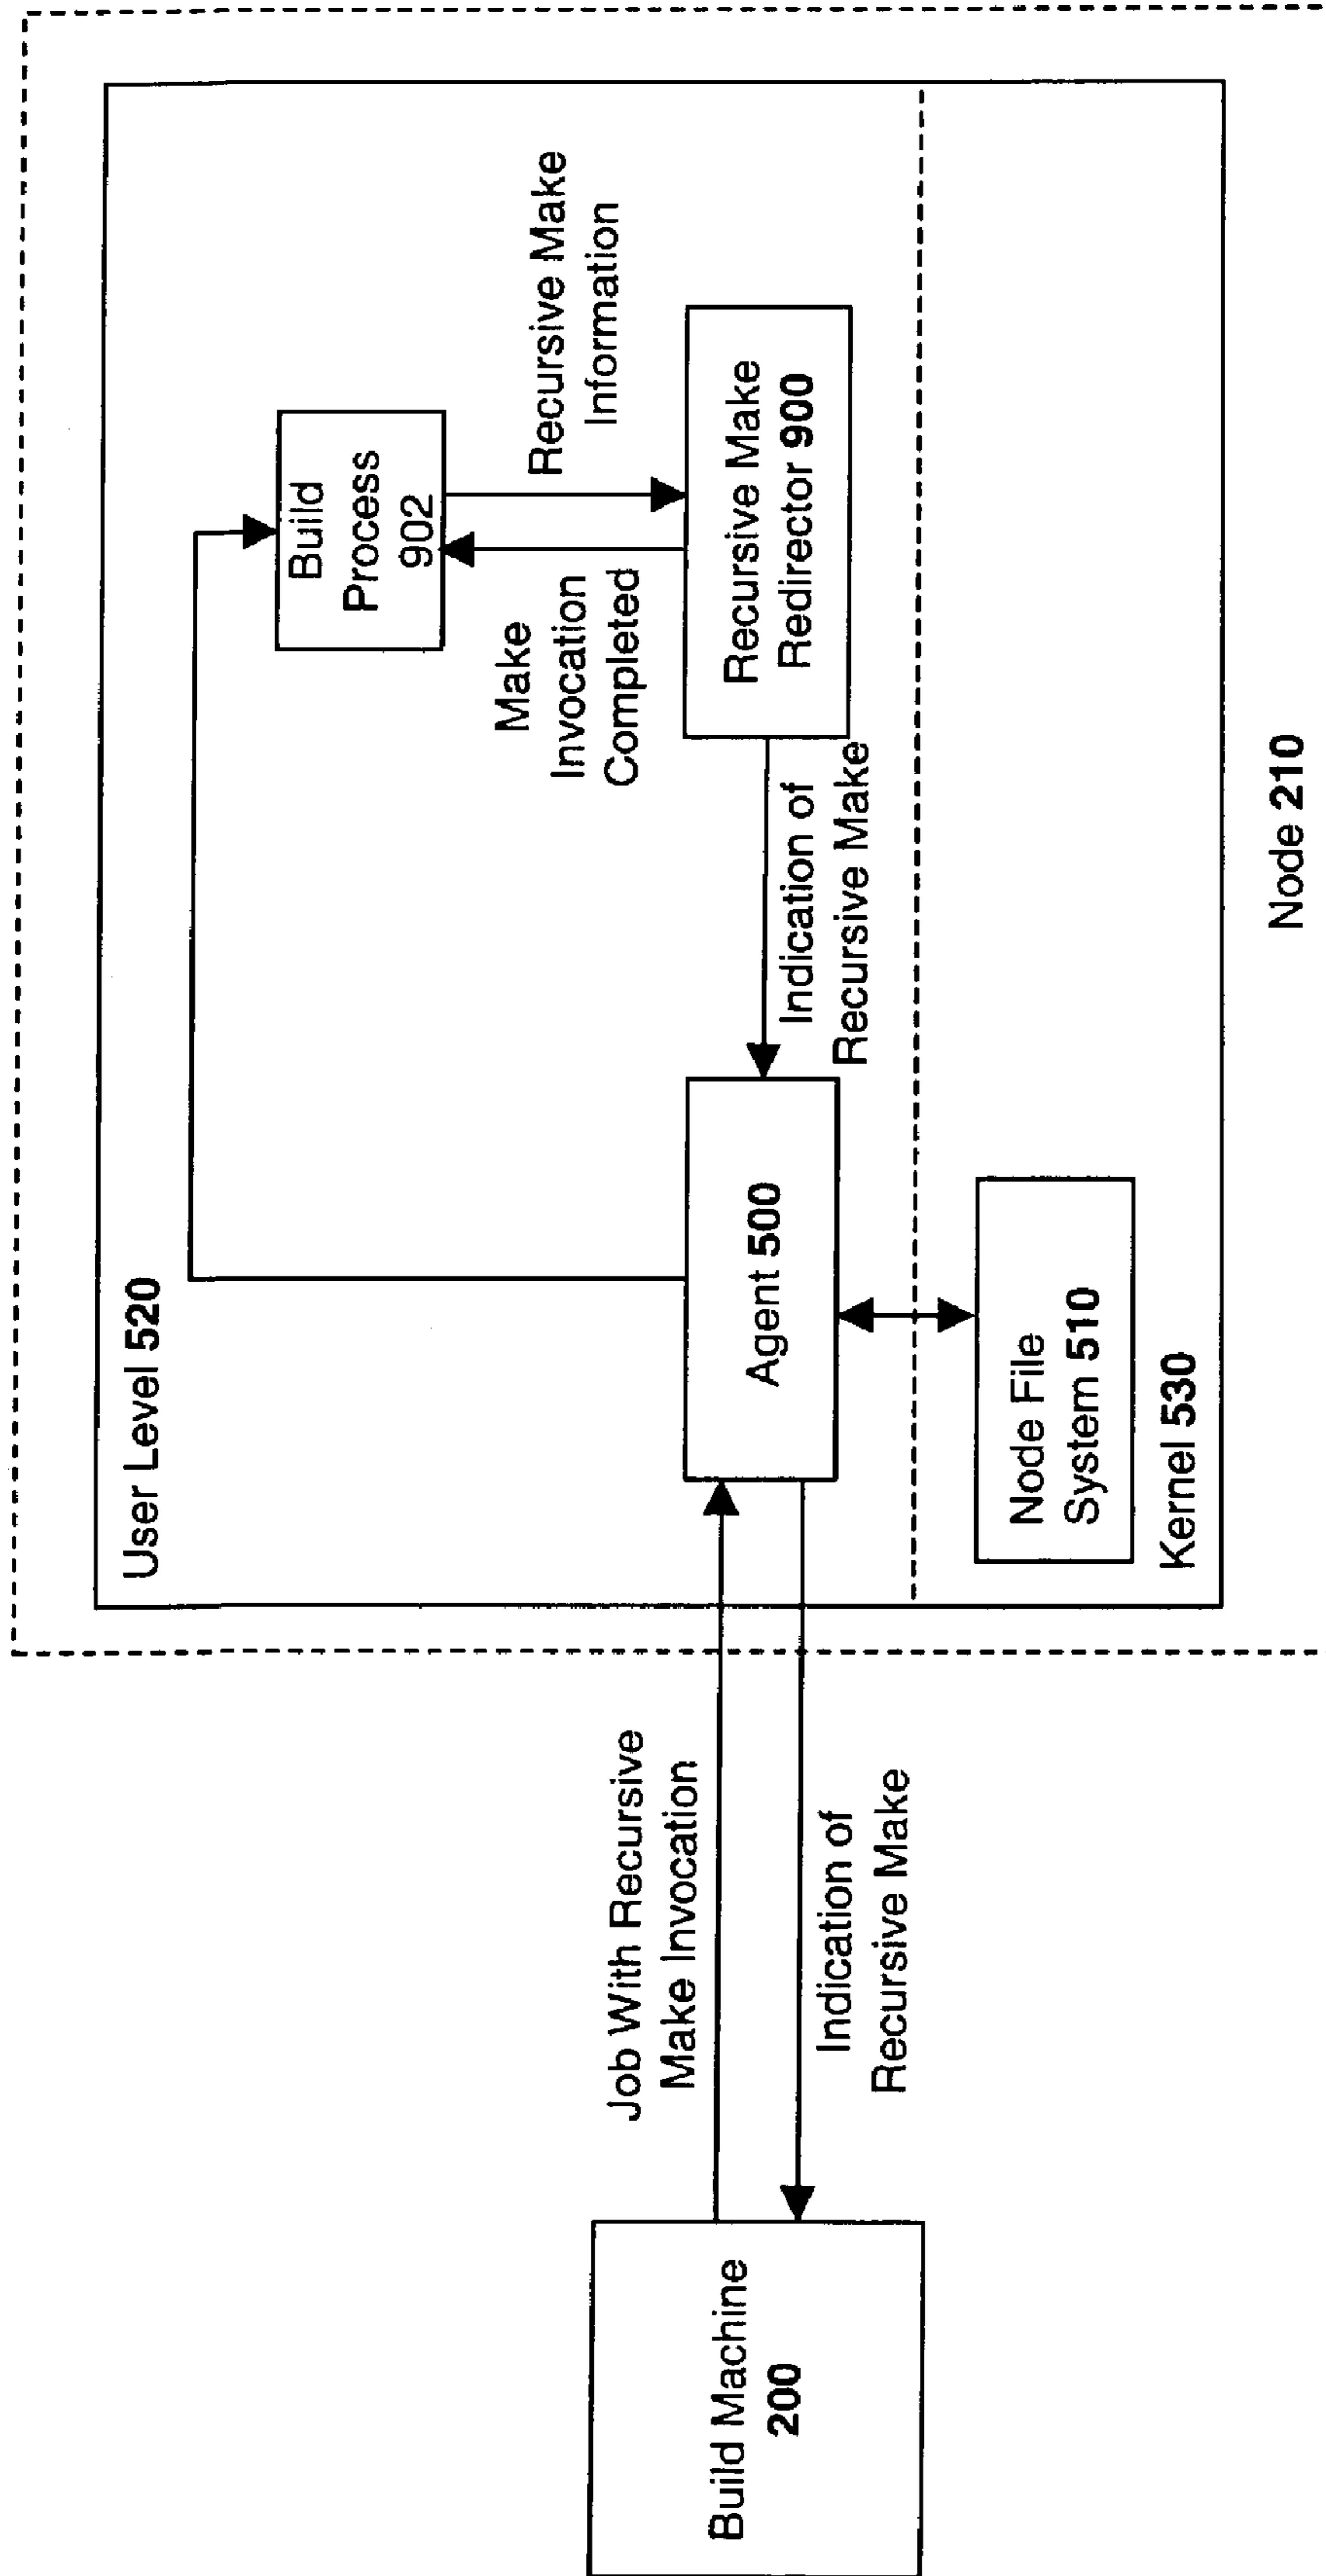 User Level 520
Build
Process
902
Recursive Make
Information
Make
Invocation
Completed
Recursive Make
Redirector 900
Indication of
Recursive Make
Agent 500
Node File
System 510
Kernel 530
Node 210
Job With Recursive
Make Invocation
Indication of
Recursive Make
Build Machine
200